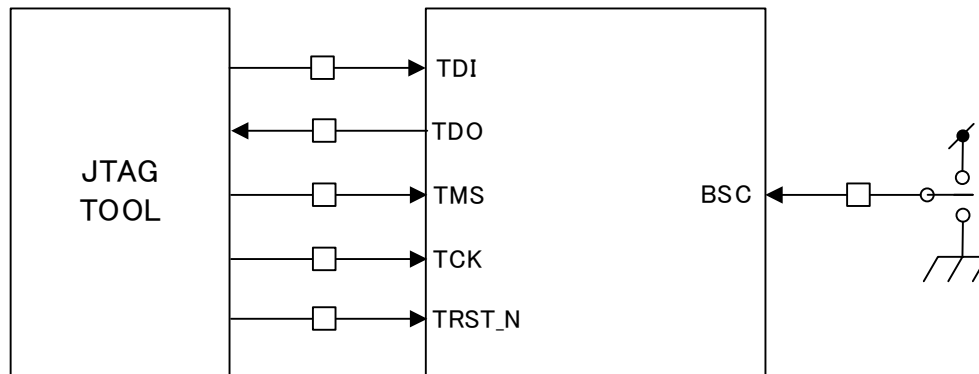 JTAG
TOOL
TDI
TDO
TMS
TCK
TRST_N
BSC